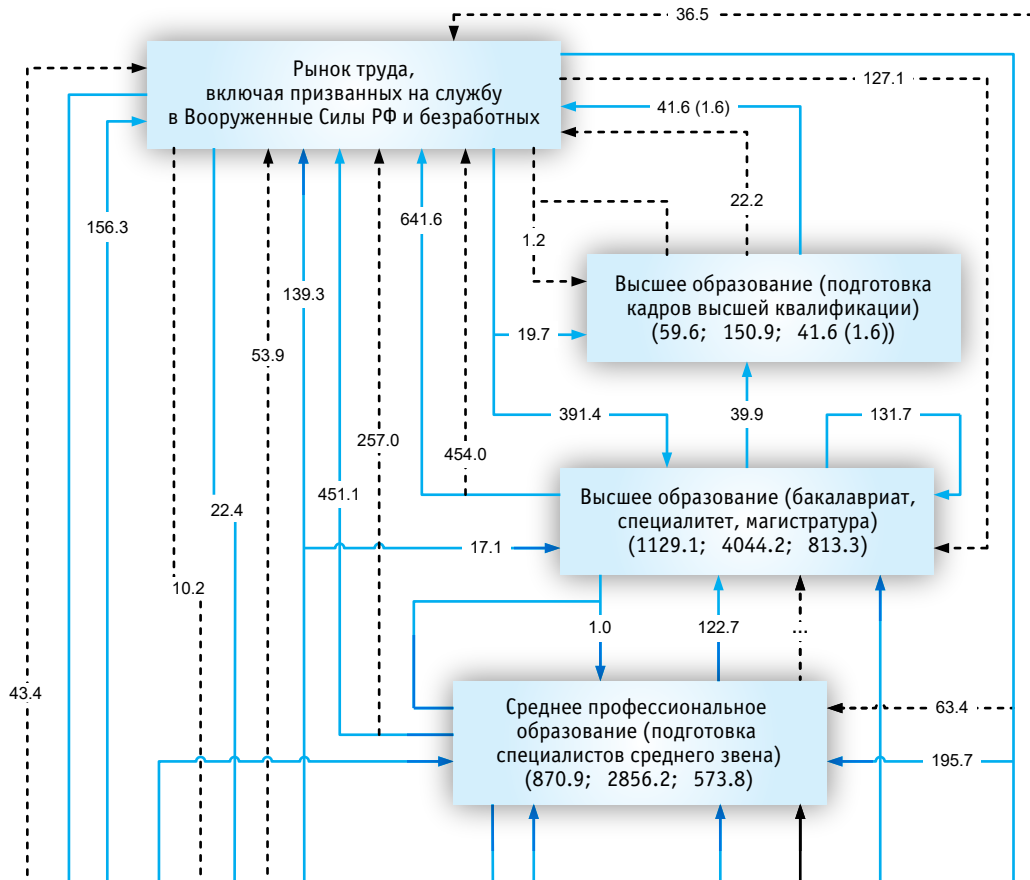 36.5
Рынок труда,
включая призванных на службу
в Вооруженные Силы РФ и безработных
127.1
41.6 (1.6)
156.3
641.6
22.2
1.2
139.3
Высшее образование (подготовка
кадров высшей квалификации)
(59.6; 150.9; 41.6 (1.6))
19.7
53.9
257.0
391.4
39.9
131.7
454.0
451.1
22.4
Высшее образование (бакалавриат,
специалитет, магистратура)
(1129.1; 4044.2; 813.3)
17.1
10.2
1.0
122.7
...
43.4
Среднее профессиональное
образование (подготовка
специалистов среднего звена)
(870.9; 2856.2; 573.8)
63.4
195.7